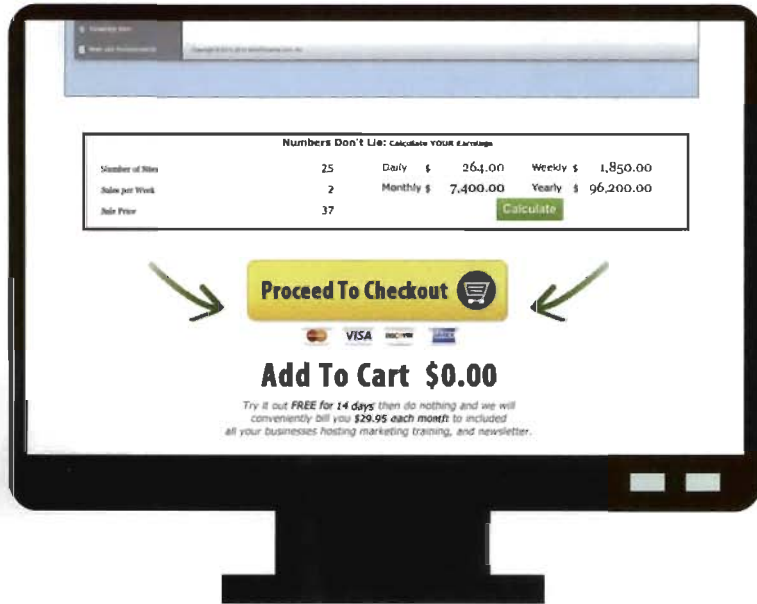 Numbers Don't Lie: Calculate YOUR Earnings
Number of Sites 25 Daily $ 264.00 Weekly $ 1,850.00
Sales per Week 2 Monthly $ 7,400.00 Yearly $ 96,200.00
Sale Price 37 Calculate
Proceed To Checkout
VISA DISCOVER
Add To Cart $0.00
Try it out FREE for 14 days then do nothing and we will
conveniently bill you $29.95 each month to included
all your businesses hosting marketing training, and newsletter.